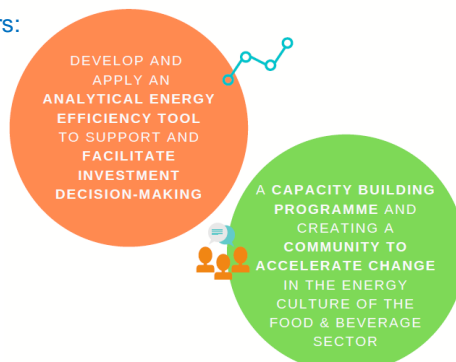 rs:
DEVELOP AND
APPLY AN
ANALYTICAL ENERGY
EFFICIENCY TOOL
TO SUPPORT AND
FACILITATE
INVESTMENT
DECISION-MAKING
A CAPACITY BUILDING
PROGRAMME AND
CREATING A
COMMUNITY TO
ACCELERATE CHANGE
IN THE ENERGY
CULTURE OF THE
FOOD & BEVERAGE
SECTOR